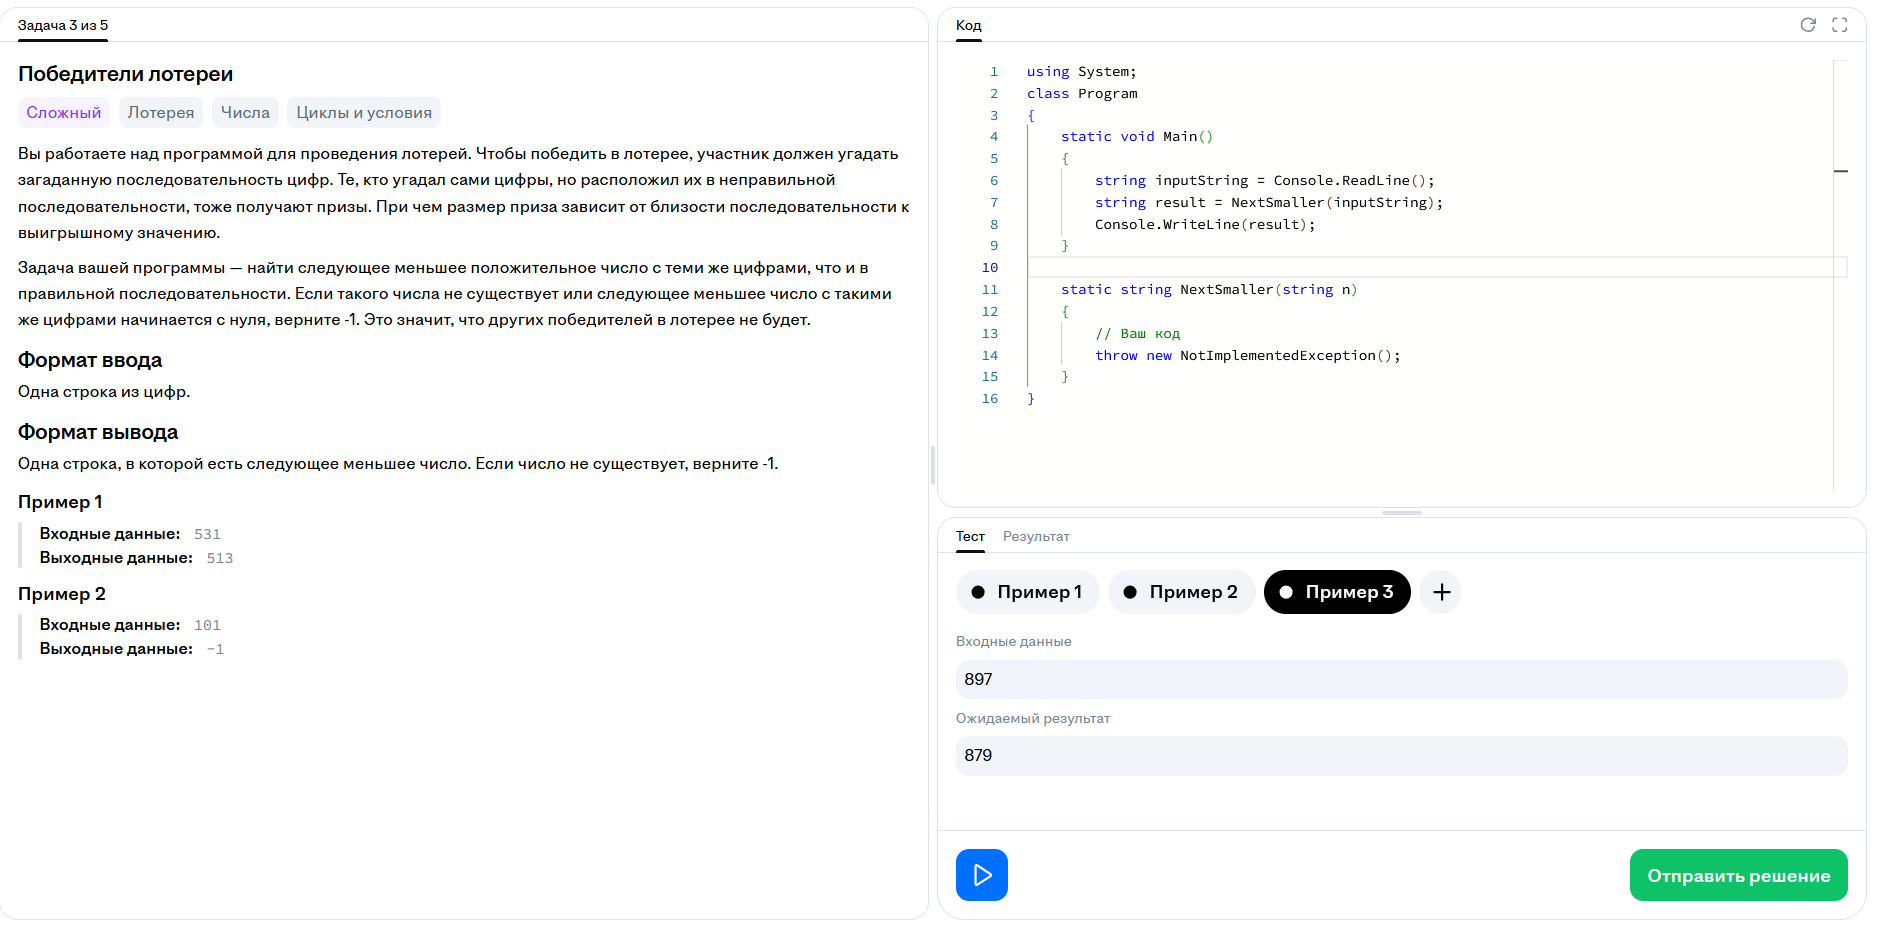 Задача 3 из 5
Победители лотереи
Сложный Лотерея Числа Циклы и условия
Вы работаете над программой для проведения лотерей. Чтобы победить в лотерее, участник должен угадать
загаданную последовательность цифр. Те, кто угадал сами цифры, но расположил их в неправильной
последовательности, тоже получают призы. При чем размер приза зависит от близости последовательности к
выигрышному значению.
Задача вашей программы — найти следующее меньшее положительное число с теми же цифрами, что и в
правильной последовательности. Если такого числа не существует или следующее меньшее число с такими
же цифрами начинается с нуля, верните -1. Это значит, что других победителей в лотерее не будет.
Формат ввода
Одна строка из цифр.
Формат вывода
Одна строка, в которой есть следующее меньшее число. Если число не существует, верните -1.
Пример 1
Входные данные: 531
Выходные данные: 513
Пример 2
Входные данные: 101
Выходные данные: -1
Код
1 using System;
2 class Program
3 {
4 static void Main()
5 {
6 string inputString = Console.ReadLine();
7 string result = NextSmaller(inputString);
8 Console.WriteLine(result);
9 }
10
11 static string NextSmaller(string n)
12 {
13 // Ваш код
14 throw new NotImplementedException();
15 }
16 }
Тест Результат
Пример 1 Пример 2 Пример 3 +
Входные данные
897
Ожидаемый результат
879
Отправить решение